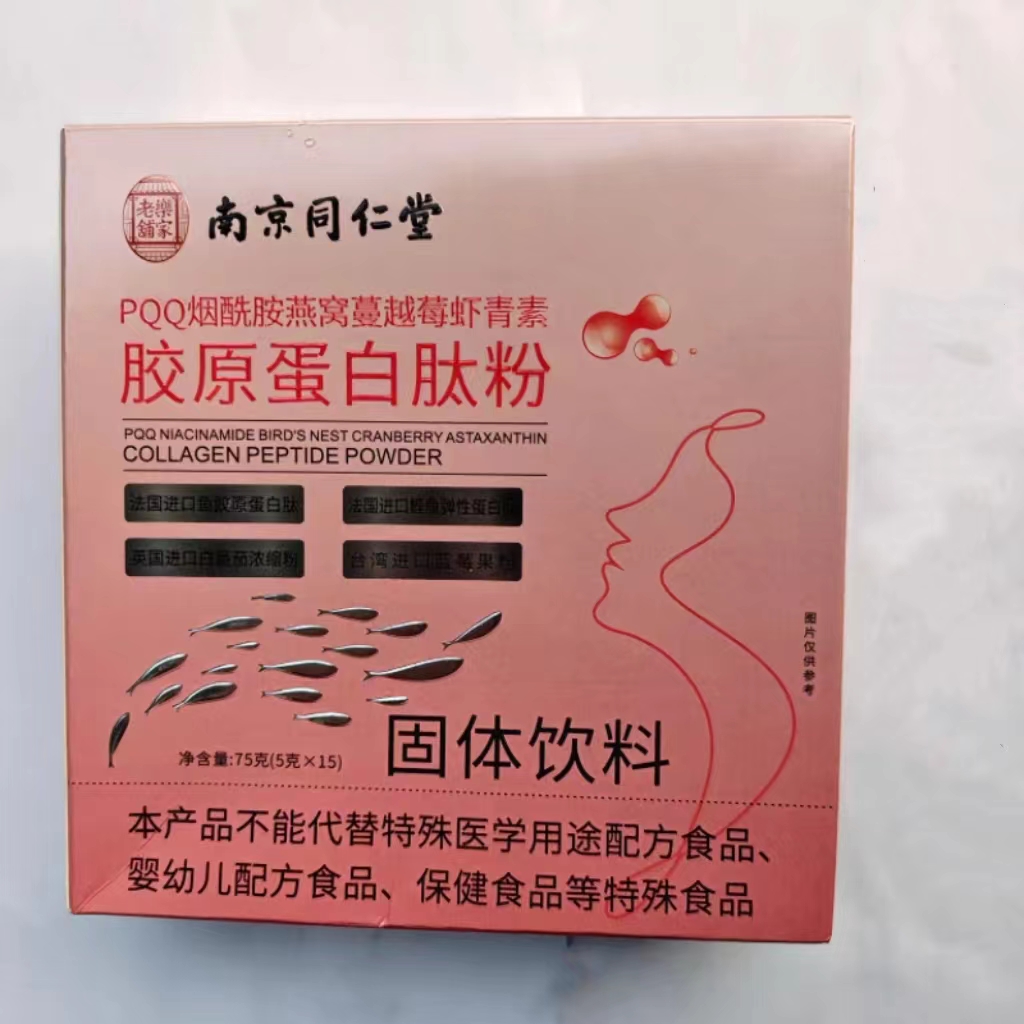 老樂
舖家
南京同仁堂
PQQ烟酰胺燕窝蔓越莓虾青素
胶原蛋白肽粉
PQQ NIACINAMIDE BIRD'S NEST CRANBERRY ASTAXANTHIN
COLLAGEN PEPTIDE POWDER
法国进口鱼胶原蛋白肽
法国进口鲣鱼弹性蛋白
英国进口白番茄浓缩粉
台湾进口蓝莓果粉
图片仅供参考
净含量:75克(5克×15)
固体饮料
本产品不能代替特殊医学用途配方食品、
婴幼儿配方食品、保健食品等特殊食品